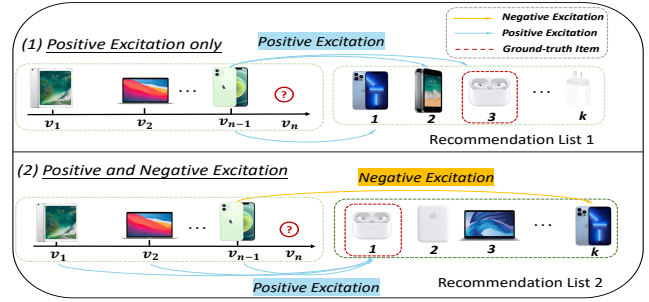 Negative Excitation
Positive Excitation
Ground-truth Item
(1) Positive Excitation only
Positive Excitation
v1 v2 ... vn−1 ? vn
1 2 3 ... k
Recommendation List 1
(2) Positive and Negative Excitation
Negative Excitation
v1 v2 ... vn−1 ? vn
1 2 3 ... k
Positive Excitation
Recommendation List 2